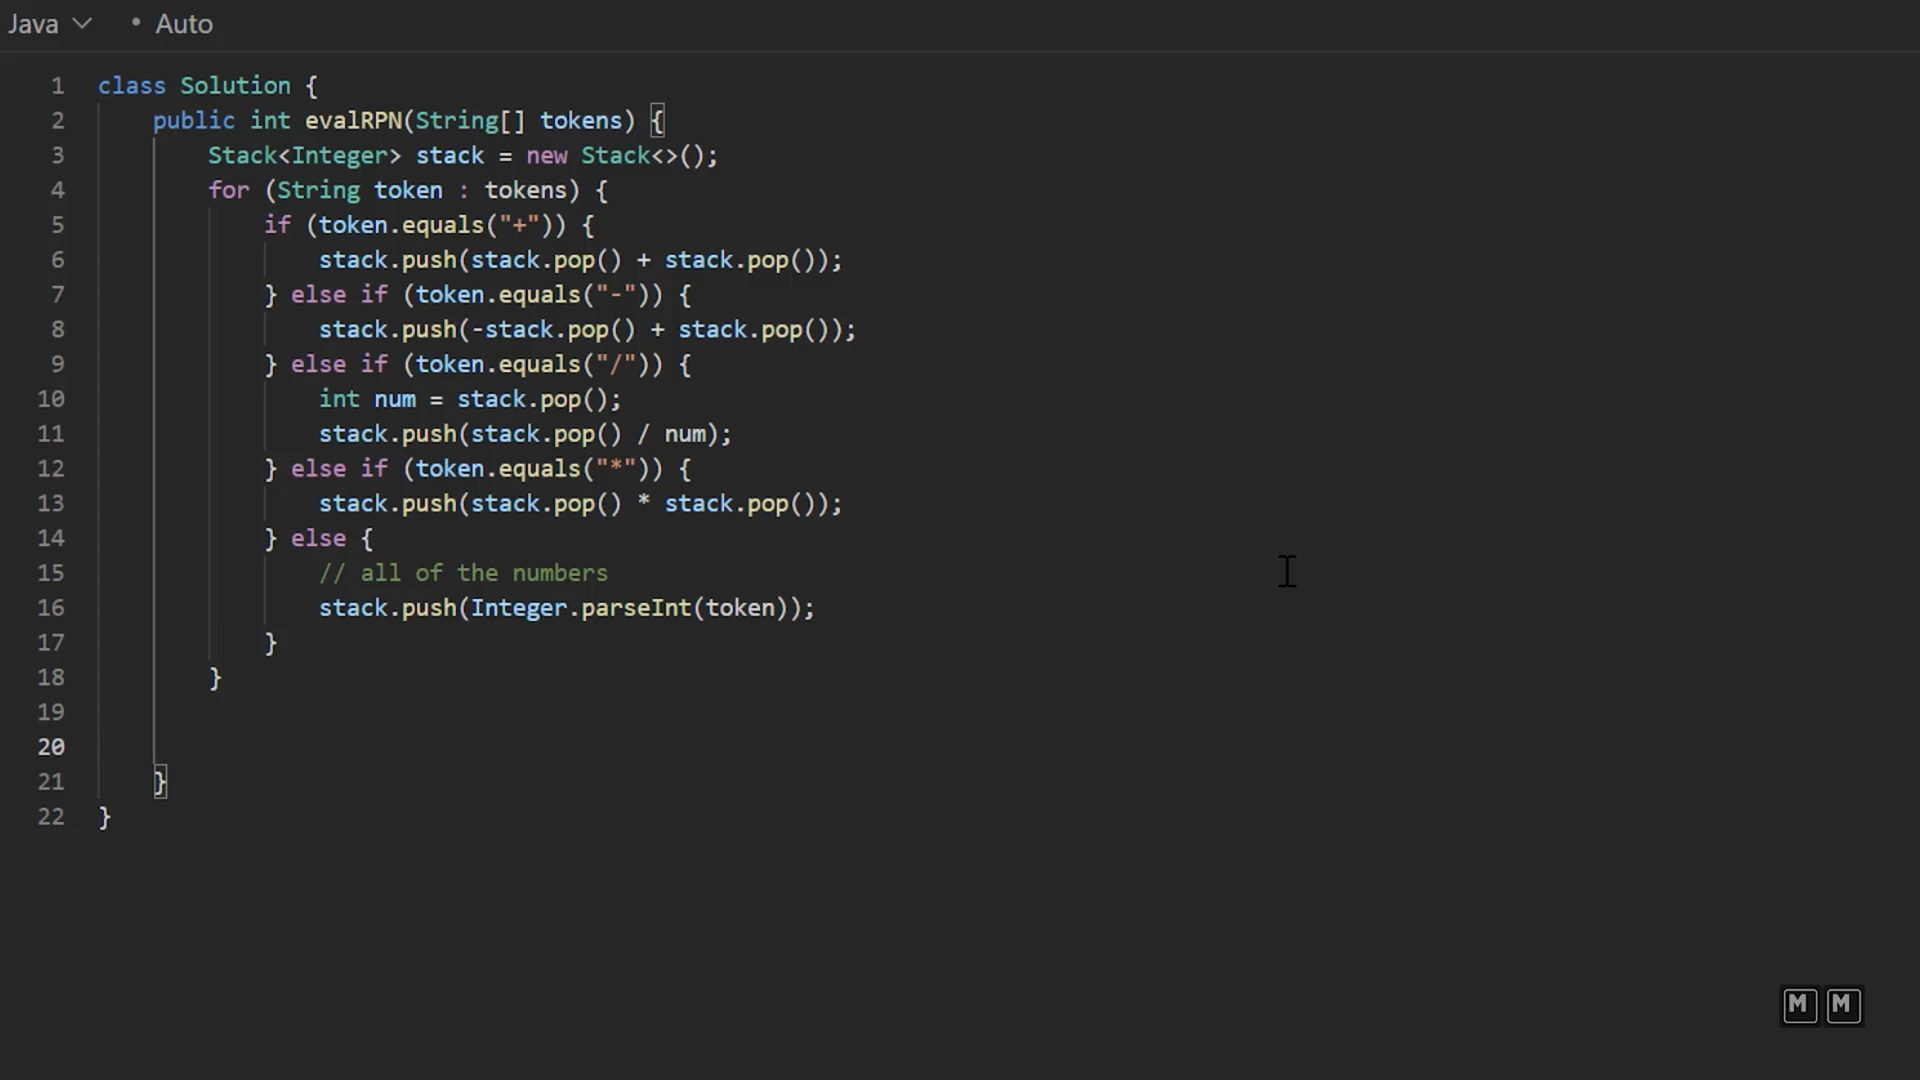 Java • Auto
1 class Solution {
2 public int evalRPN(String[] tokens) {
3 Stack<Integer> stack = new Stack<>();
4 for (String token : tokens) {
5 if (token.equals("+")) {
6 stack.push(stack.pop() + stack.pop());
7 } else if (token.equals("-")) {
8 stack.push(-stack.pop() + stack.pop());
9 } else if (token.equals("/")) {
10 int num = stack.pop();
11 stack.push(stack.pop() / num);
12 } else if (token.equals("*")) {
13 stack.push(stack.pop() * stack.pop());
14 } else {
15 // all of the numbers
16 stack.push(Integer.parseInt(token));
17 }
18 }
19
20
21 }
22 }
M M